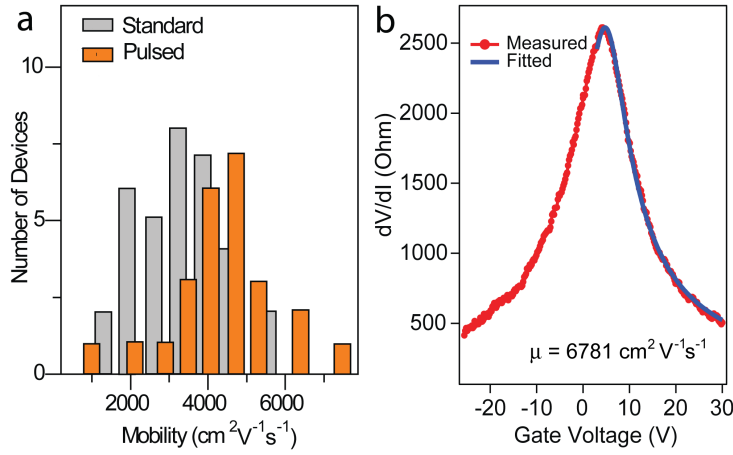 a
Standard
Pulsed
10
5
0
Number of Devices
2000 4000 6000
Mobility (cm²V⁻¹s⁻¹)
b
Measured
Fitted
2500
2000
1500
1000
500
dV/dI (Ohm)
μ = 6781 cm² V⁻¹s⁻¹
-20 -10 0 10 20 30
Gate Voltage (V)